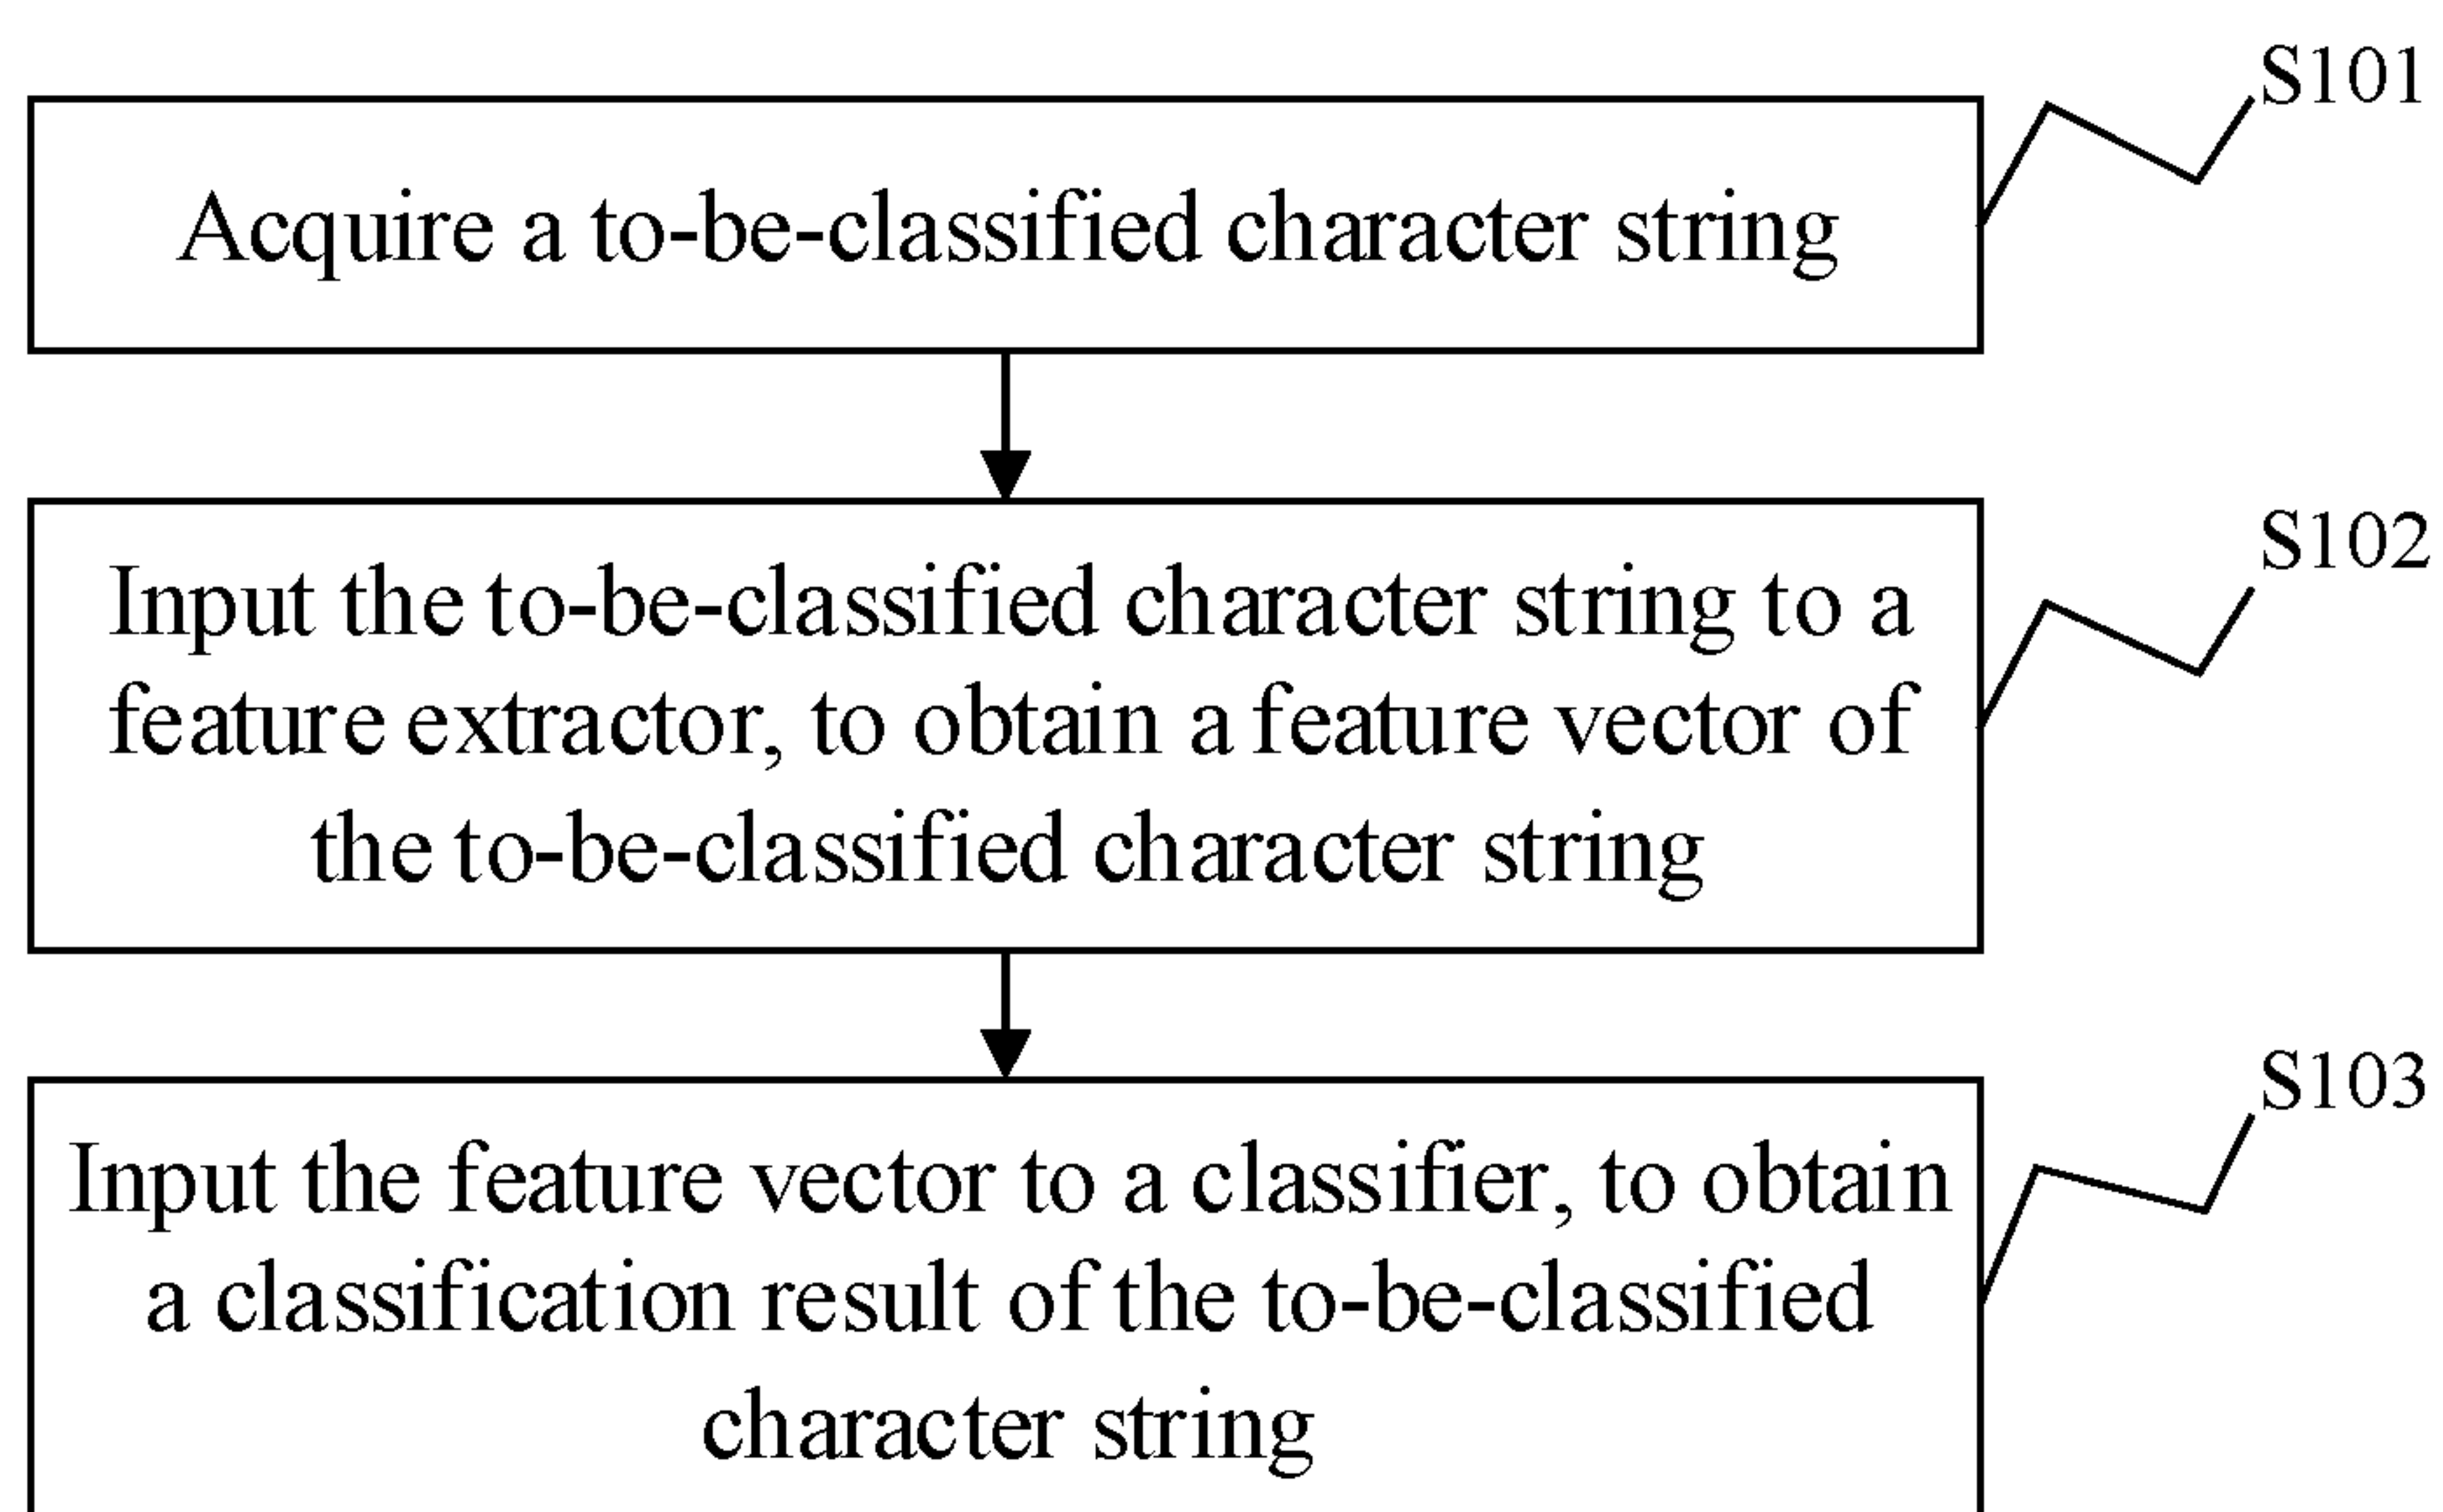 S101
Acquire a to-be-classified character string
S102
Input the to-be-classified character string to a
feature extractor, to obtain a feature vector of
the to-be-classified character string
S103
Input the feature vector to a classifier, to obtain
a classification result of the to-be-classified
character string